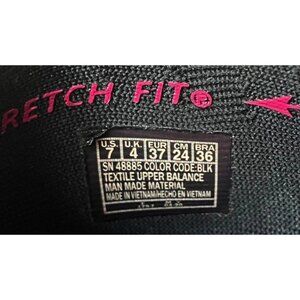 RETCH FIT®
U.S. U.K. EUR CM BRA
7 4 37 24 36
SN 48885 COLOR CODE:BLK
TEXTILE UPPER BALANCE
MAN MADE MATERIAL
MADE IN VIETNAM/HECHO EN VIETNAM